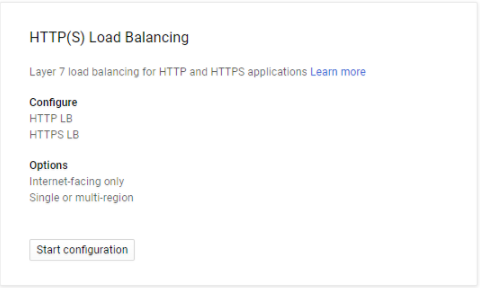 HTTP(S) Load Balancing
Layer 7 load balancing for HTTP and HTTPS applications Learn more
Configure
HTTP LB
HTTPS LB
Options
Internet-facing only
Single or multi-region
Start configuration